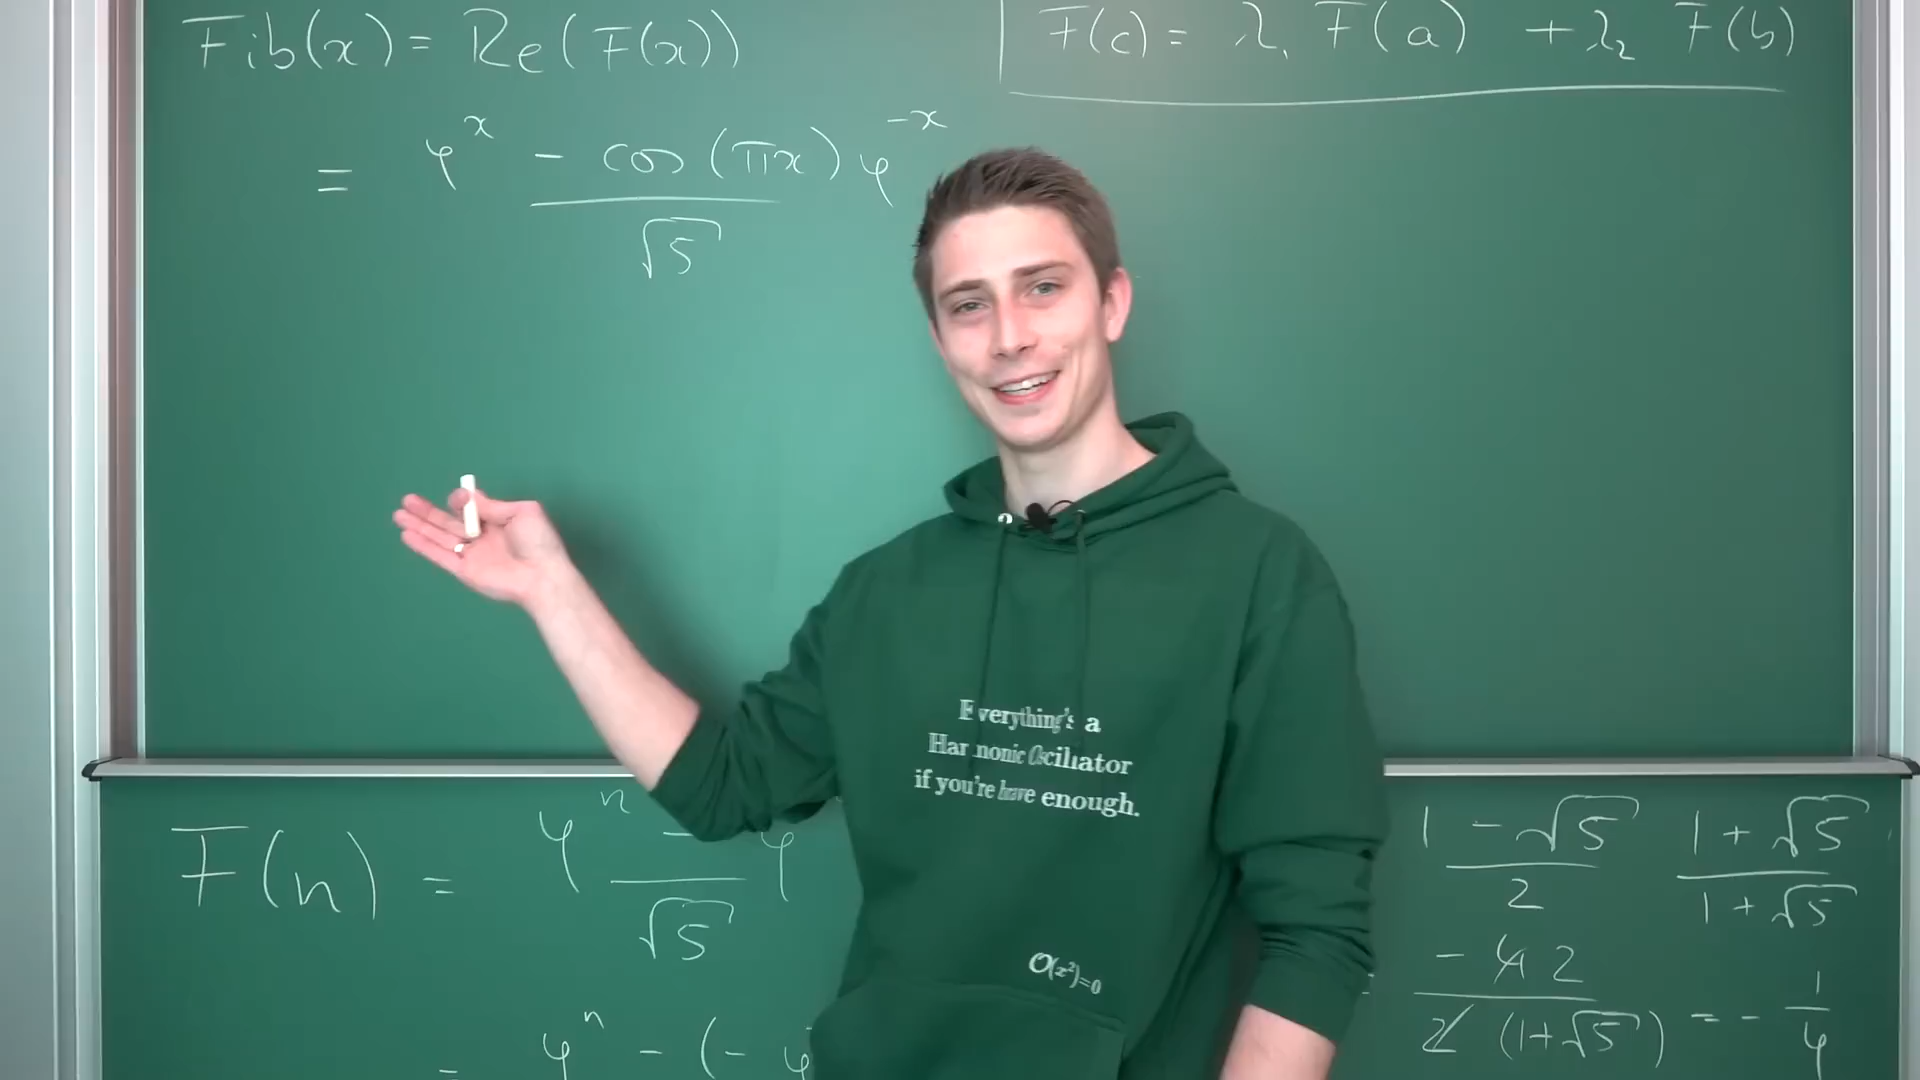 Fib(x) = Re(F(x))
= φ^x - cos(πx) φ^-x
√5
F(c) = λ₁ F(a) + λ₂ F(b)
Everything's a
Harmonic Oscillator
if you're brave enough.
O(x²)=0
F(n) = φ^n - φ
√5
= φ^n - (- φ
1 - √5   1 + √5
2   1 + √5
- 4 2
2 (1+√5) = - 1
φ